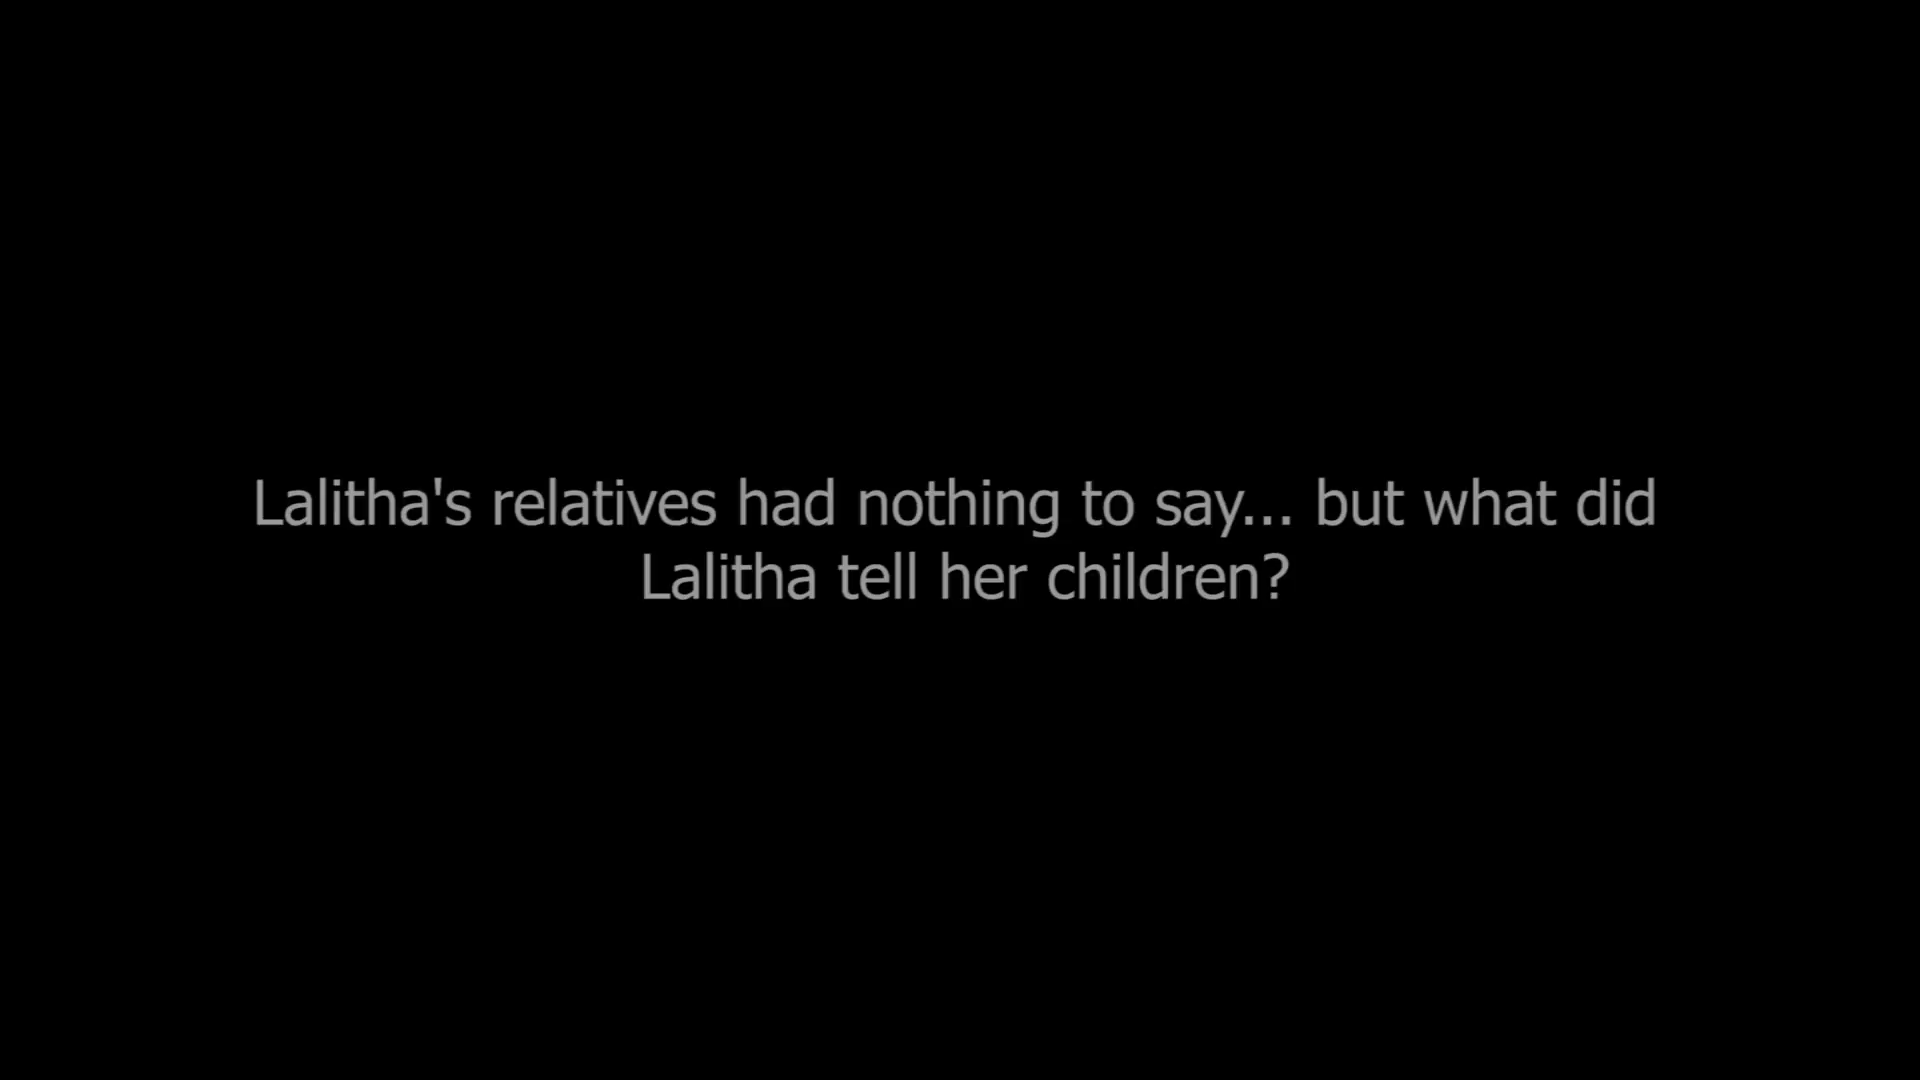 Lalitha's relatives had nothing to say... but what did
Lalitha tell her children?